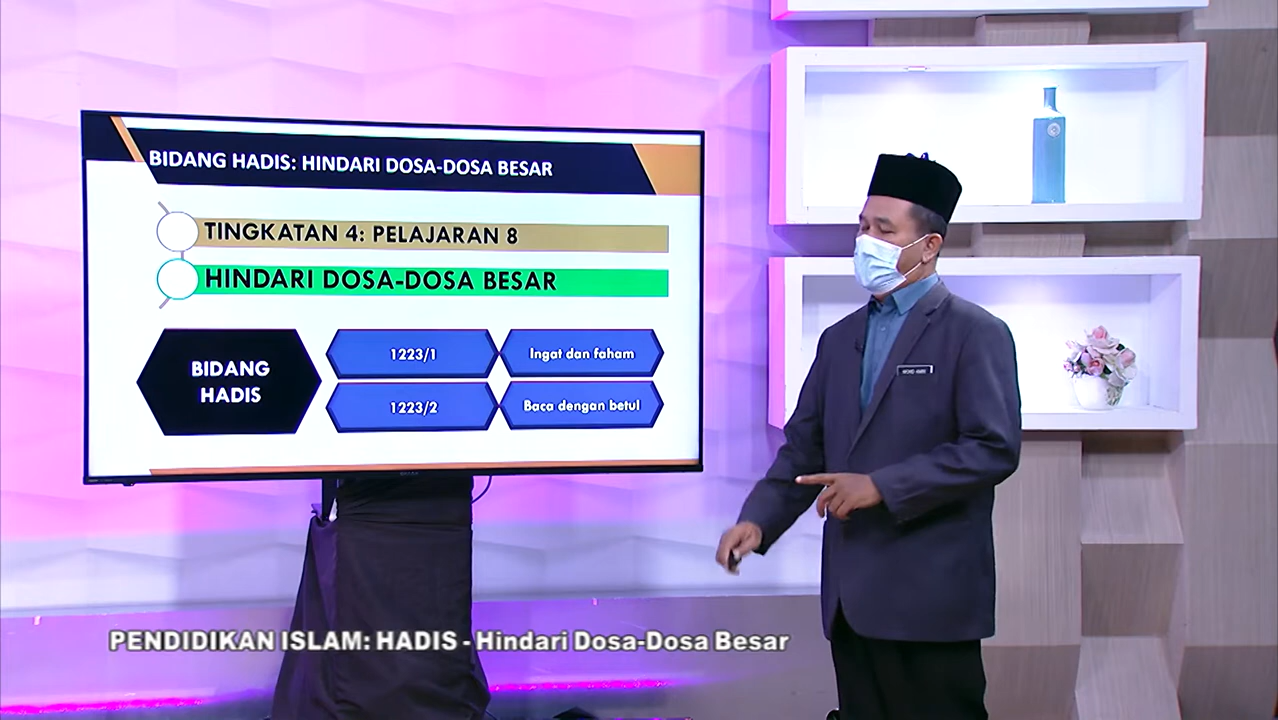 BIDANG HADIS: HINDARI DOSA-DOSA BESAR
TINGKATAN 4: PELAJARAN 8
HINDARI DOSA-DOSA BESAR
BIDANG
HADIS
1223/1
Ingat dan faham
1223/2
Baca dengan betul
PENDIDIKAN ISLAM: HADIS - Hindari Dosa-Dosa Besar